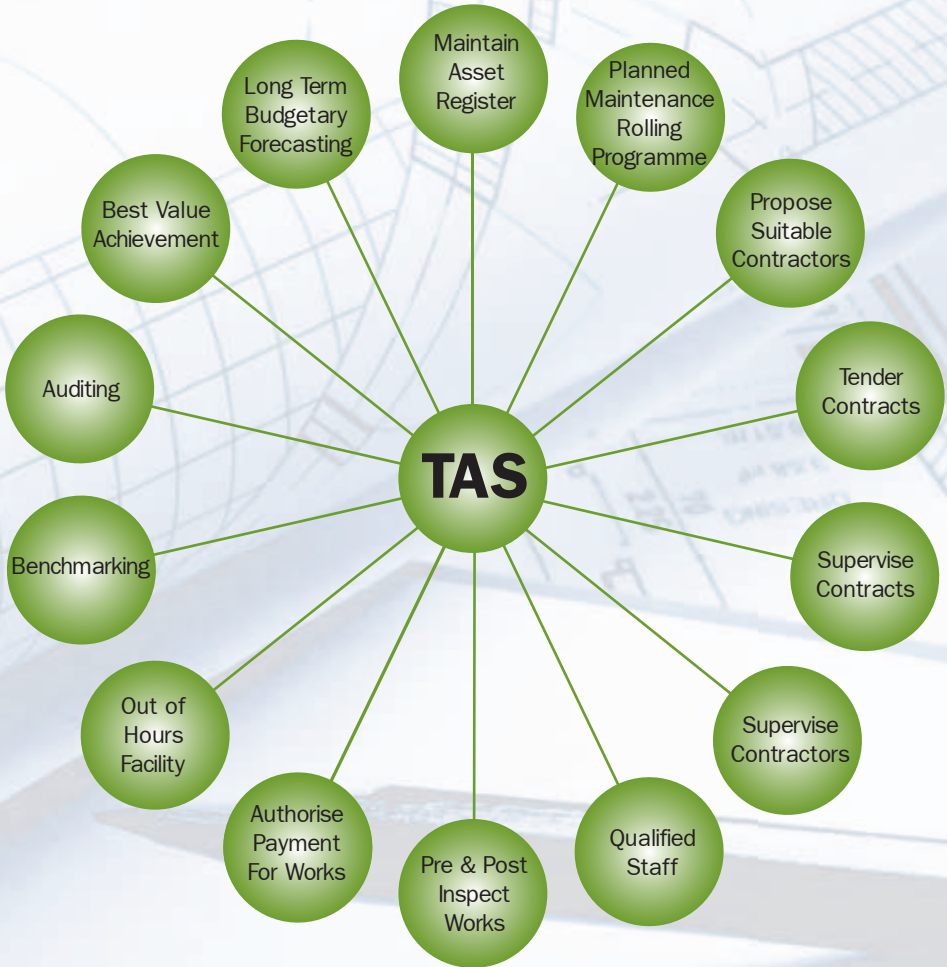 Maintain
Asset
Register
Planned
Maintenance
Rolling
Programme
Propose
Suitable
Contractors
Tender
Contracts
Supervise
Contracts
Supervise
Contractors
Qualified
Staff
Pre & Post
Inspect
Works
Authorise
Payment
For Works
Out of
Hours
Facility
Benchmarking
Auditing
Best Value
Achievement
Long Term
Budgetary
Forecasting
TAS